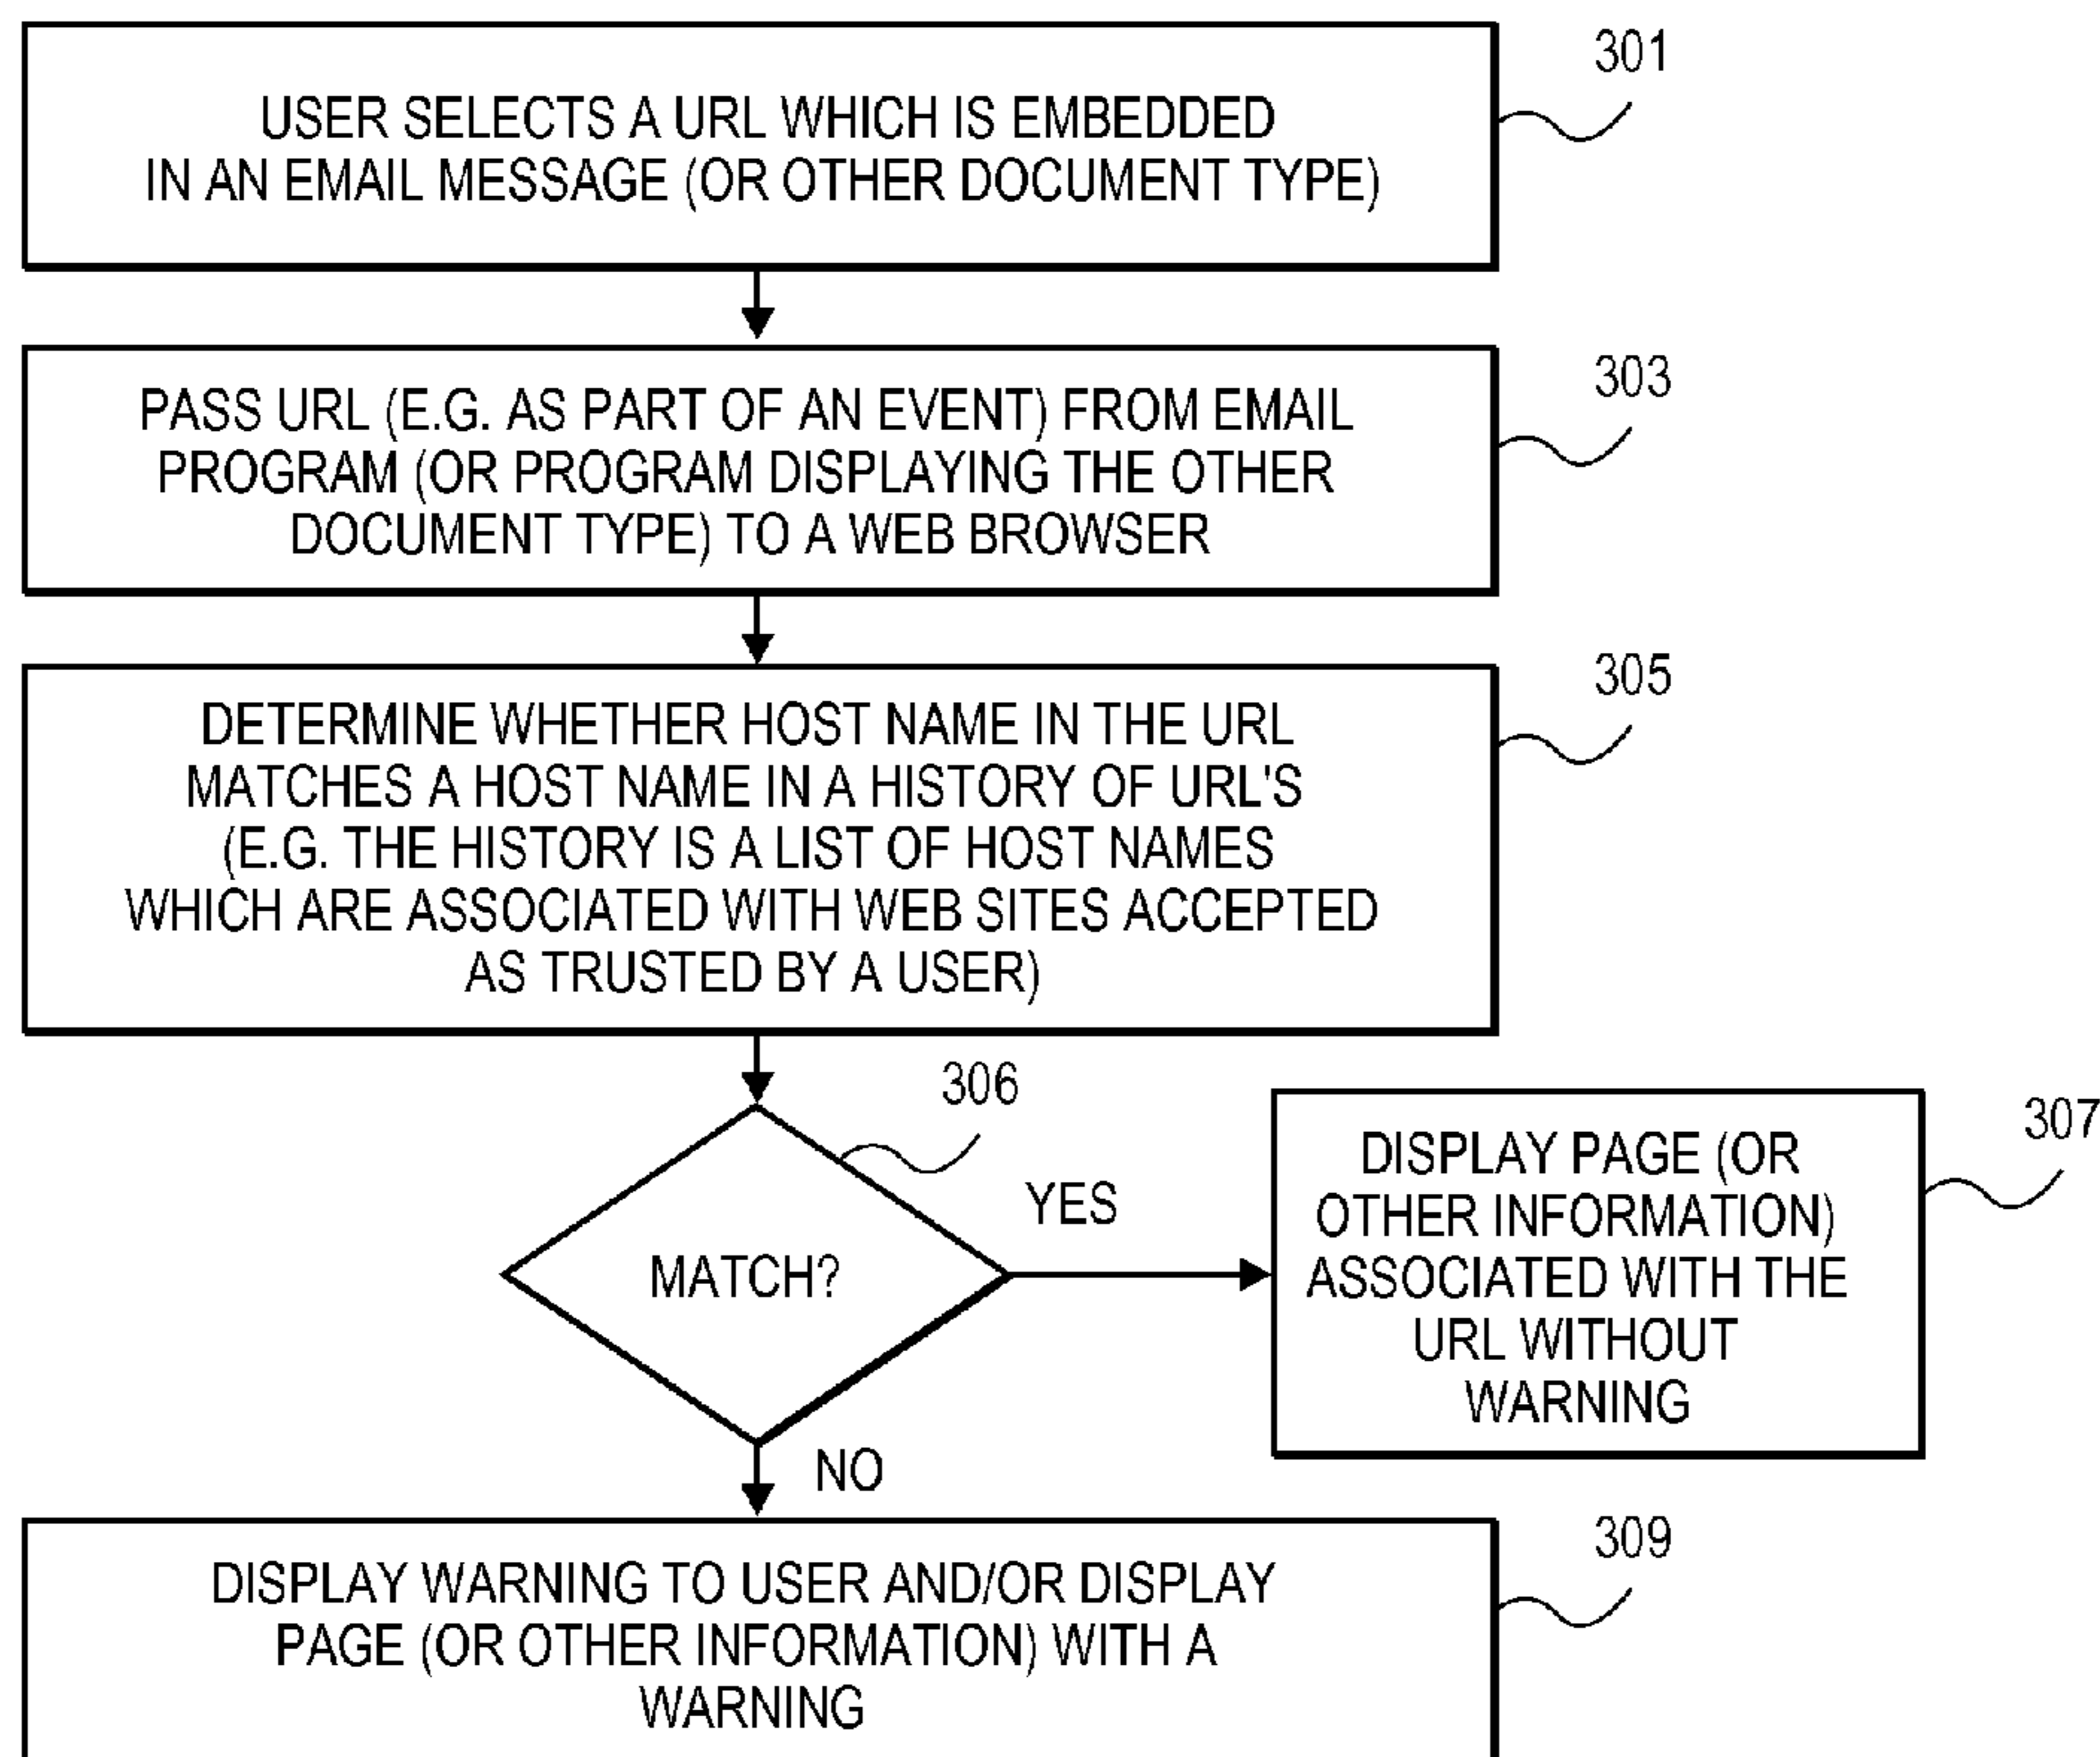 301
USER SELECTS A URL WHICH IS EMBEDDED
IN AN EMAIL MESSAGE (OR OTHER DOCUMENT TYPE)
303
PASS URL (E.G. AS PART OF AN EVENT) FROM EMAIL
PROGRAM (OR PROGRAM DISPLAYING THE OTHER
DOCUMENT TYPE) TO A WEB BROWSER
305
DETERMINE WHETHER HOST NAME IN THE URL
MATCHES A HOST NAME IN A HISTORY OF URL'S
(E.G. THE HISTORY IS A LIST OF HOST NAMES
WHICH ARE ASSOCIATED WITH WEB SITES ACCEPTED
AS TRUSTED BY A USER)
306
MATCH?
YES
307
DISPLAY PAGE (OR
OTHER INFORMATION)
ASSOCIATED WITH THE
URL WITHOUT
WARNING
NO
309
DISPLAY WARNING TO USER AND/OR DISPLAY
PAGE (OR OTHER INFORMATION) WITH A
WARNING